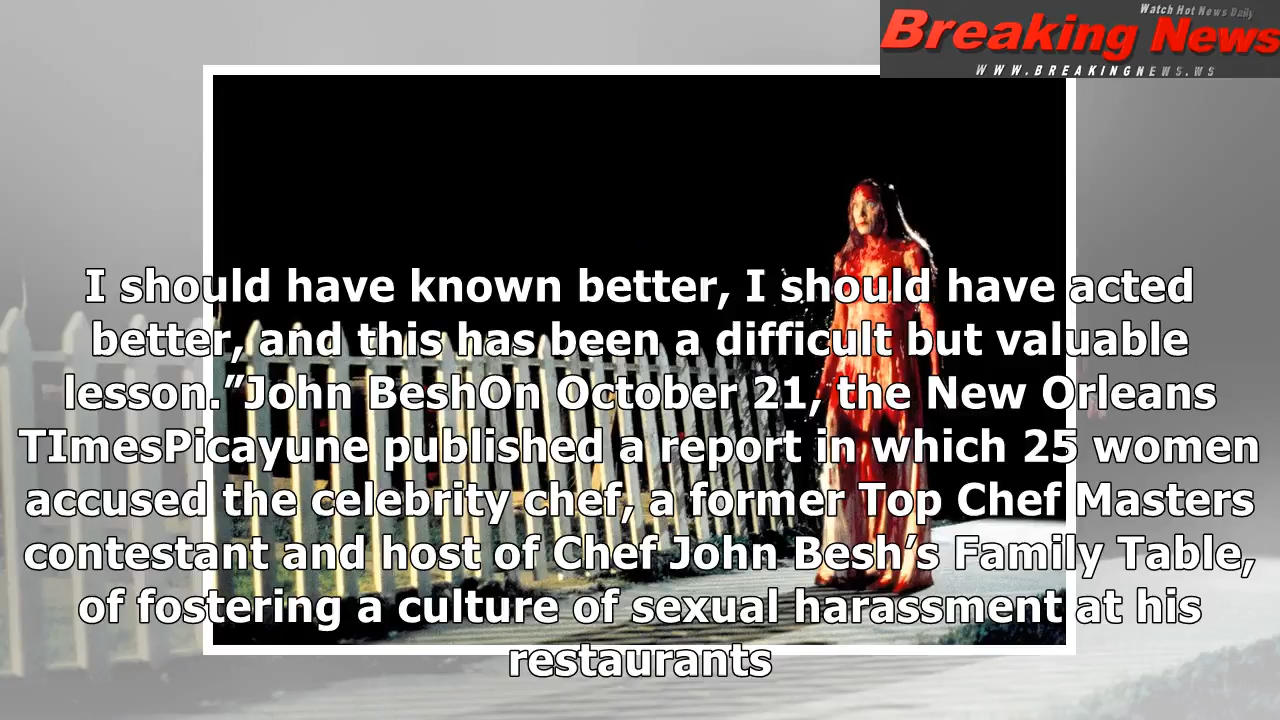 Watch Hot News Daily
Breaking News
WWW.BREAKINGNEWS.WS
I should have known better, I should have acted
better, and this has been a difficult but valuable
lesson.”John BeshOn October 21, the New Orleans
TImesPicayune published a report in which 25 women
accused the celebrity chef, a former Top Chef Masters
contestant and host of Chef John Besh’s Family Table,
of fostering a culture of sexual harassment at his
restaurants